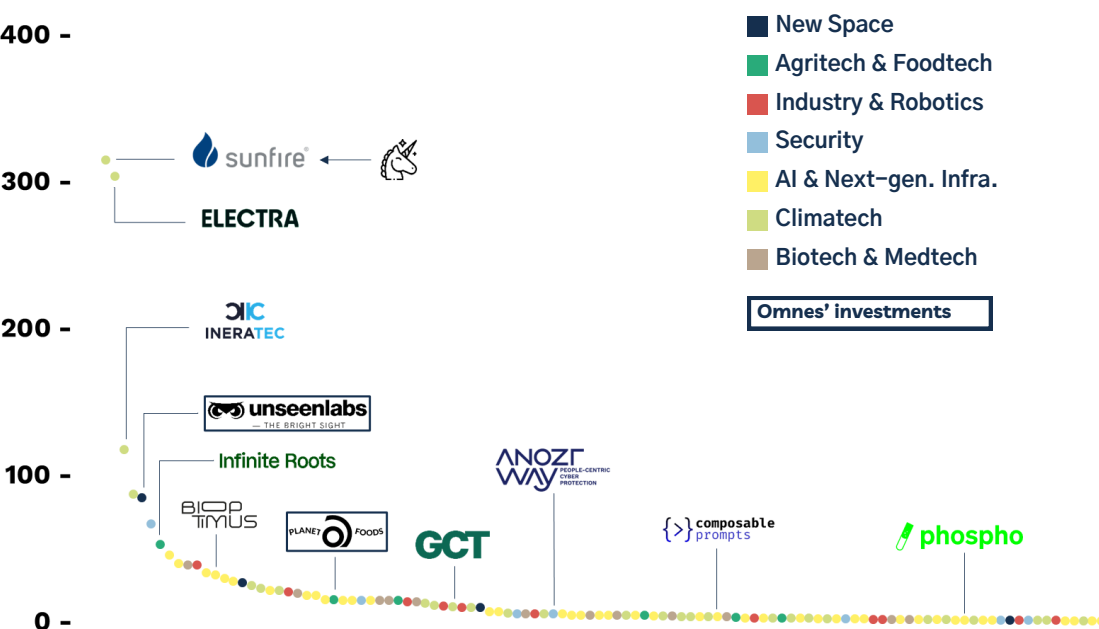 400 -
300 -
200 -
100 -
0 -
New Space
Agritech & Foodtech
Industry & Robotics
Security
AI & Next-gen. Infra.
Climatech
Biotech & Medtech
Omnes' investments
sunfire®
ELECTRA
INERATEC
unseenlabs
— THE BRIGHT SIGHT
Infinite Roots
BIOPTIMUS
PLANET A FOODS
GCT
ANOZR
WAY
PEOPLE-CENTRIC
CYBER
PROTECTION
{>} composable
prompts
phospho